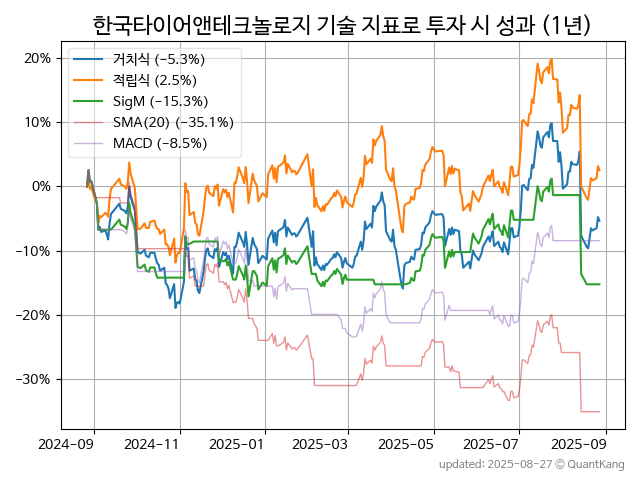 한국타이어앤테크놀로지 기술 지표로 투자 시 성과 (1년)
거치식 (−5.3%)
적립식 (2.5%)
SigM (−15.3%)
SMA(20) (−35.1%)
MACD (−8.5%)
20%
10%
0%
−10%
−20%
−30%
2024-09 2024-11 2025-01 2025-03 2025-05 2025-07 2025-09
updated: 2025-08-27 © QuantKang